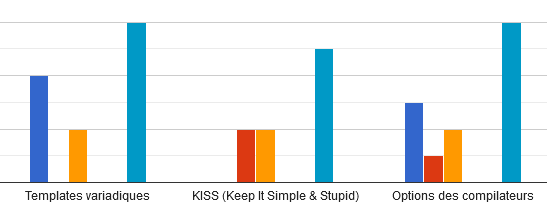 Templates variadiques
KISS (Keep It Simple & Stupid)
Options des compilateurs